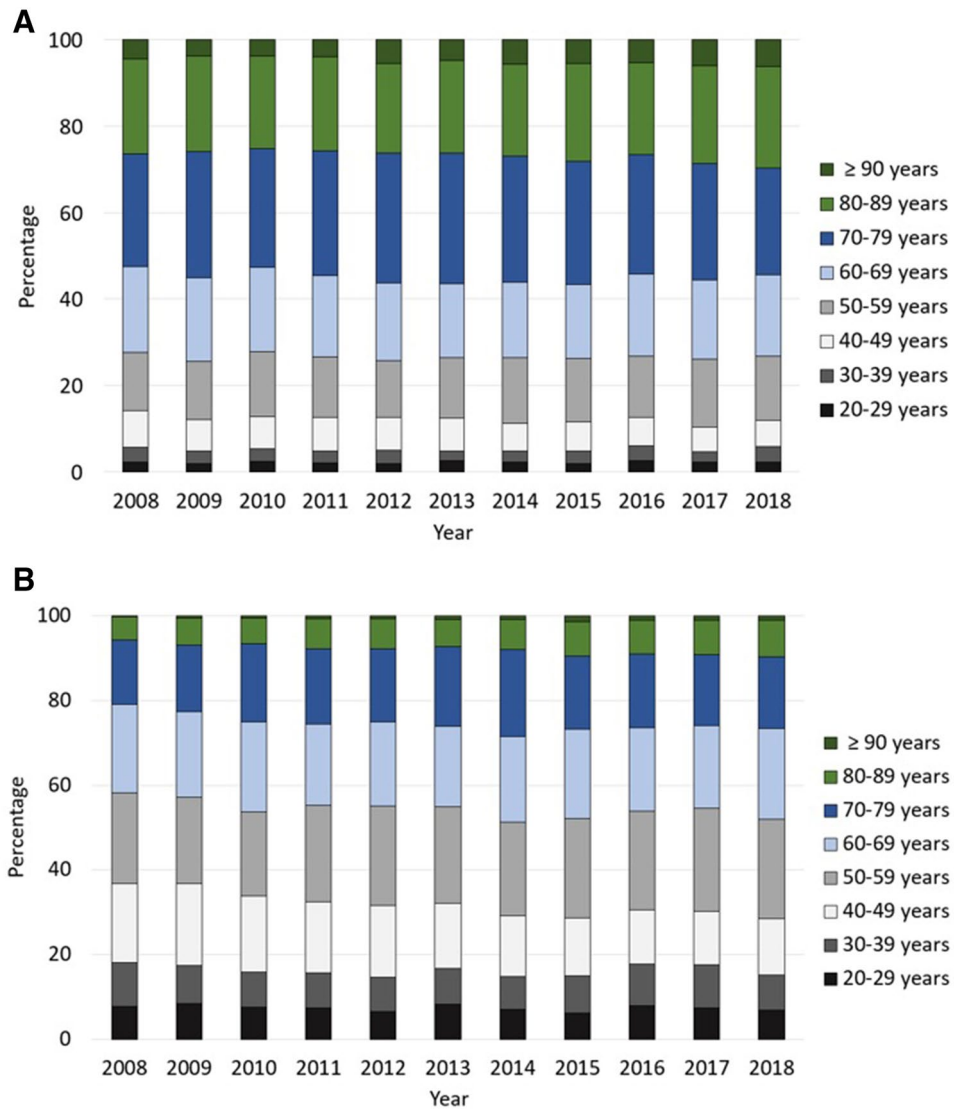 A
100
80
60
40
20
0
Percentage
2008 2009 2010 2011 2012 2013 2014 2015 2016 2017 2018
Year
≥ 90 years
80-89 years
70-79 years
60-69 years
50-59 years
40-49 years
30-39 years
20-29 years
B
100
80
60
40
20
0
Percentage
2008 2009 2010 2011 2012 2013 2014 2015 2016 2017 2018
Year
≥ 90 years
80-89 years
70-79 years
60-69 years
50-59 years
40-49 years
30-39 years
20-29 years